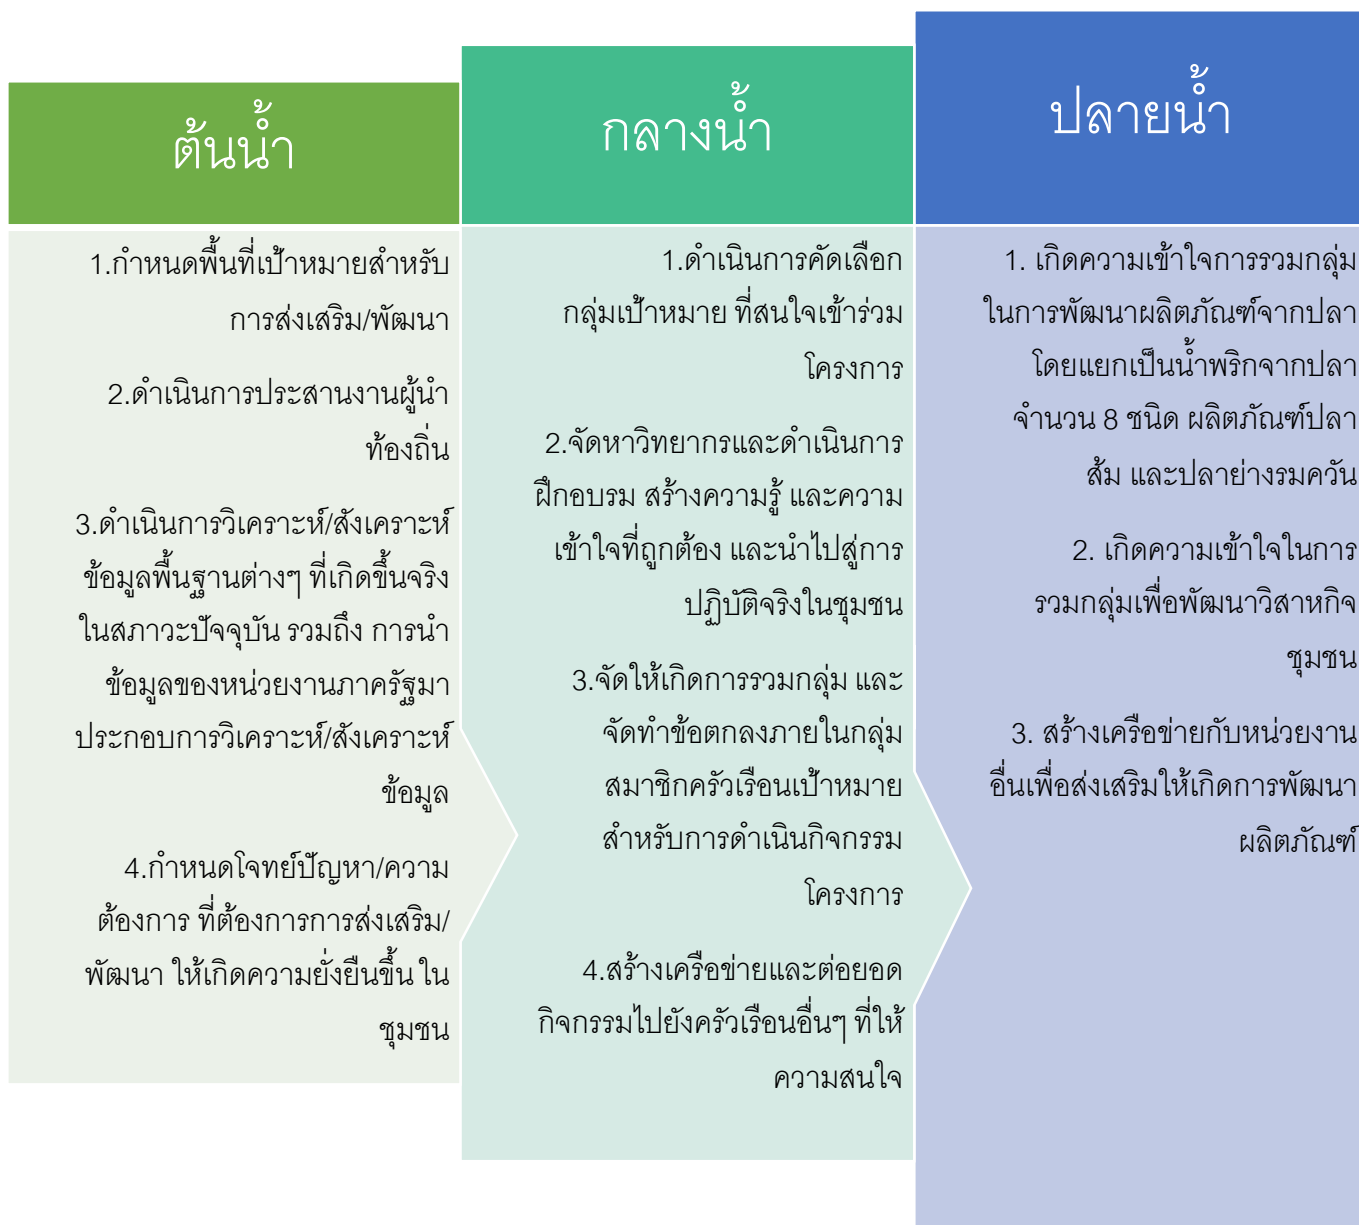 ต้นน้ำ
1.กำหนดพื้นที่เป้าหมายสำหรับ
การส่งเสริม/พัฒนา
2.ดำเนินการประสานงานผู้นำ
ท้องถิ่น
3.ดำเนินการวิเคราะห์/สังเคราะห์
ข้อมูลพื้นฐานต่างๆ ที่เกิดขึ้นจริง
ในสภาวะปัจจุบัน รวมถึง การนำ
ข้อมูลของหน่วยงานภาครัฐมา
ประกอบการวิเคราะห์/สังเคราะห์
ข้อมูล
4.กำหนดโจทย์ปัญหา/ความ
ต้องการ ที่ต้องการการส่งเสริม/
พัฒนา ให้เกิดความยั่งยืนขึ้น ใน
ชุมชน
กลางน้ำ
1.ดำเนินการคัดเลือก
กลุ่มเป้าหมาย ที่สนใจเข้าร่วม
โครงการ
2.จัดหาวิทยากรและดำเนินการ
ฝึกอบรม สร้างความรู้ และความ
เข้าใจที่ถูกต้อง และนำไปสู่การ
ปฏิบัติจริงในชุมชน
3.จัดให้เกิดการรวมกลุ่ม และ
จัดทำข้อตกลงภายในกลุ่ม
สมาชิกครัวเรือนเป้าหมาย
สำหรับการดำเนินกิจกรรม
โครงการ
4.สร้างเครือข่ายและต่อยอด
กิจกรรมไปยังครัวเรือนอื่นๆ ที่ให้
ความสนใจ
ปลายน้ำ
1. เกิดความเข้าใจการรวมกลุ่ม
ในการพัฒนาผลิตภัณฑ์จากปลา
โดยแยกเป็นน้ำพริกจากปลา
จำนวน 8 ชนิด ผลิตภัณฑ์ปลา
ส้ม และปลาย่างรมควัน
2. เกิดความเข้าใจในการ
รวมกลุ่มเพื่อพัฒนาวิสาหกิจ
ชุมชน
3. สร้างเครือข่ายกับหน่วยงาน
อื่นเพื่อส่งเสริมให้เกิดการพัฒนา
ผลิตภัณฑ์